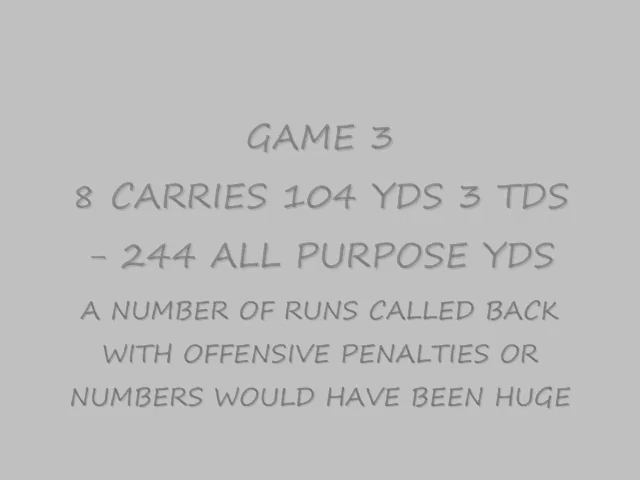 GAME 3
8 CARRIES 104 YDS 3 TDS
- 244 ALL PURPOSE YDS
A NUMBER OF RUNS CALLED BACK
WITH OFFENSIVE PENALTIES OR
NUMBERS WOULD HAVE BEEN HUGE